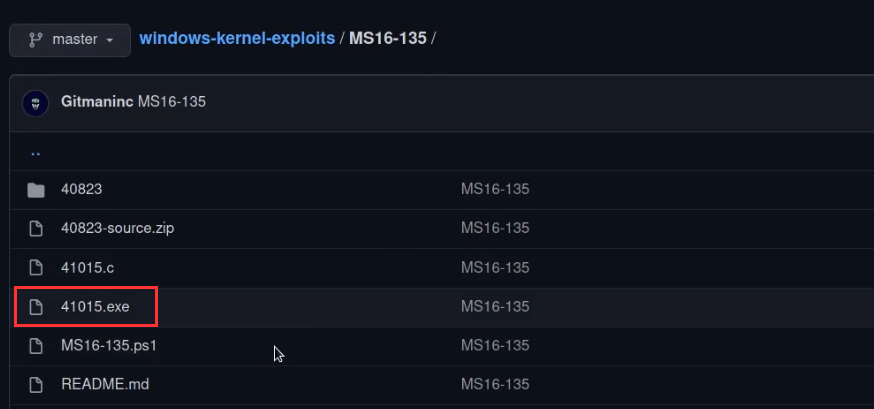 master windows-kernel-exploits / MS16-135 /
Gitmaninc MS16-135
..
40823 MS16-135
40823-source.zip MS16-135
41015.c MS16-135
41015.exe MS16-135
MS16-135.ps1 MS16-135
README.md MS16-135